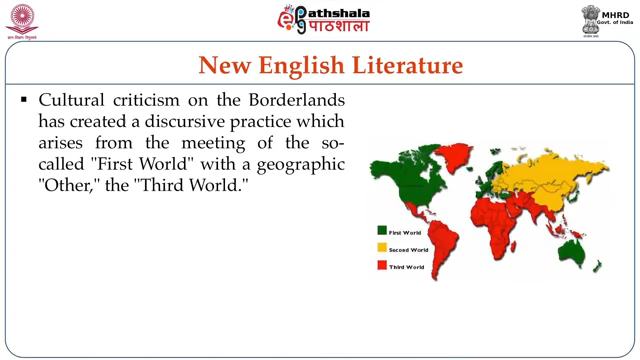 Pathshala
पाठशाला
MHRD
Govt. of India
New English Literature
▪ Cultural criticism on the Borderlands
has created a discursive practice which
arises from the meeting of the so-
called "First World" with a geographic
"Other," the "Third World."
First World
Second World
Third World